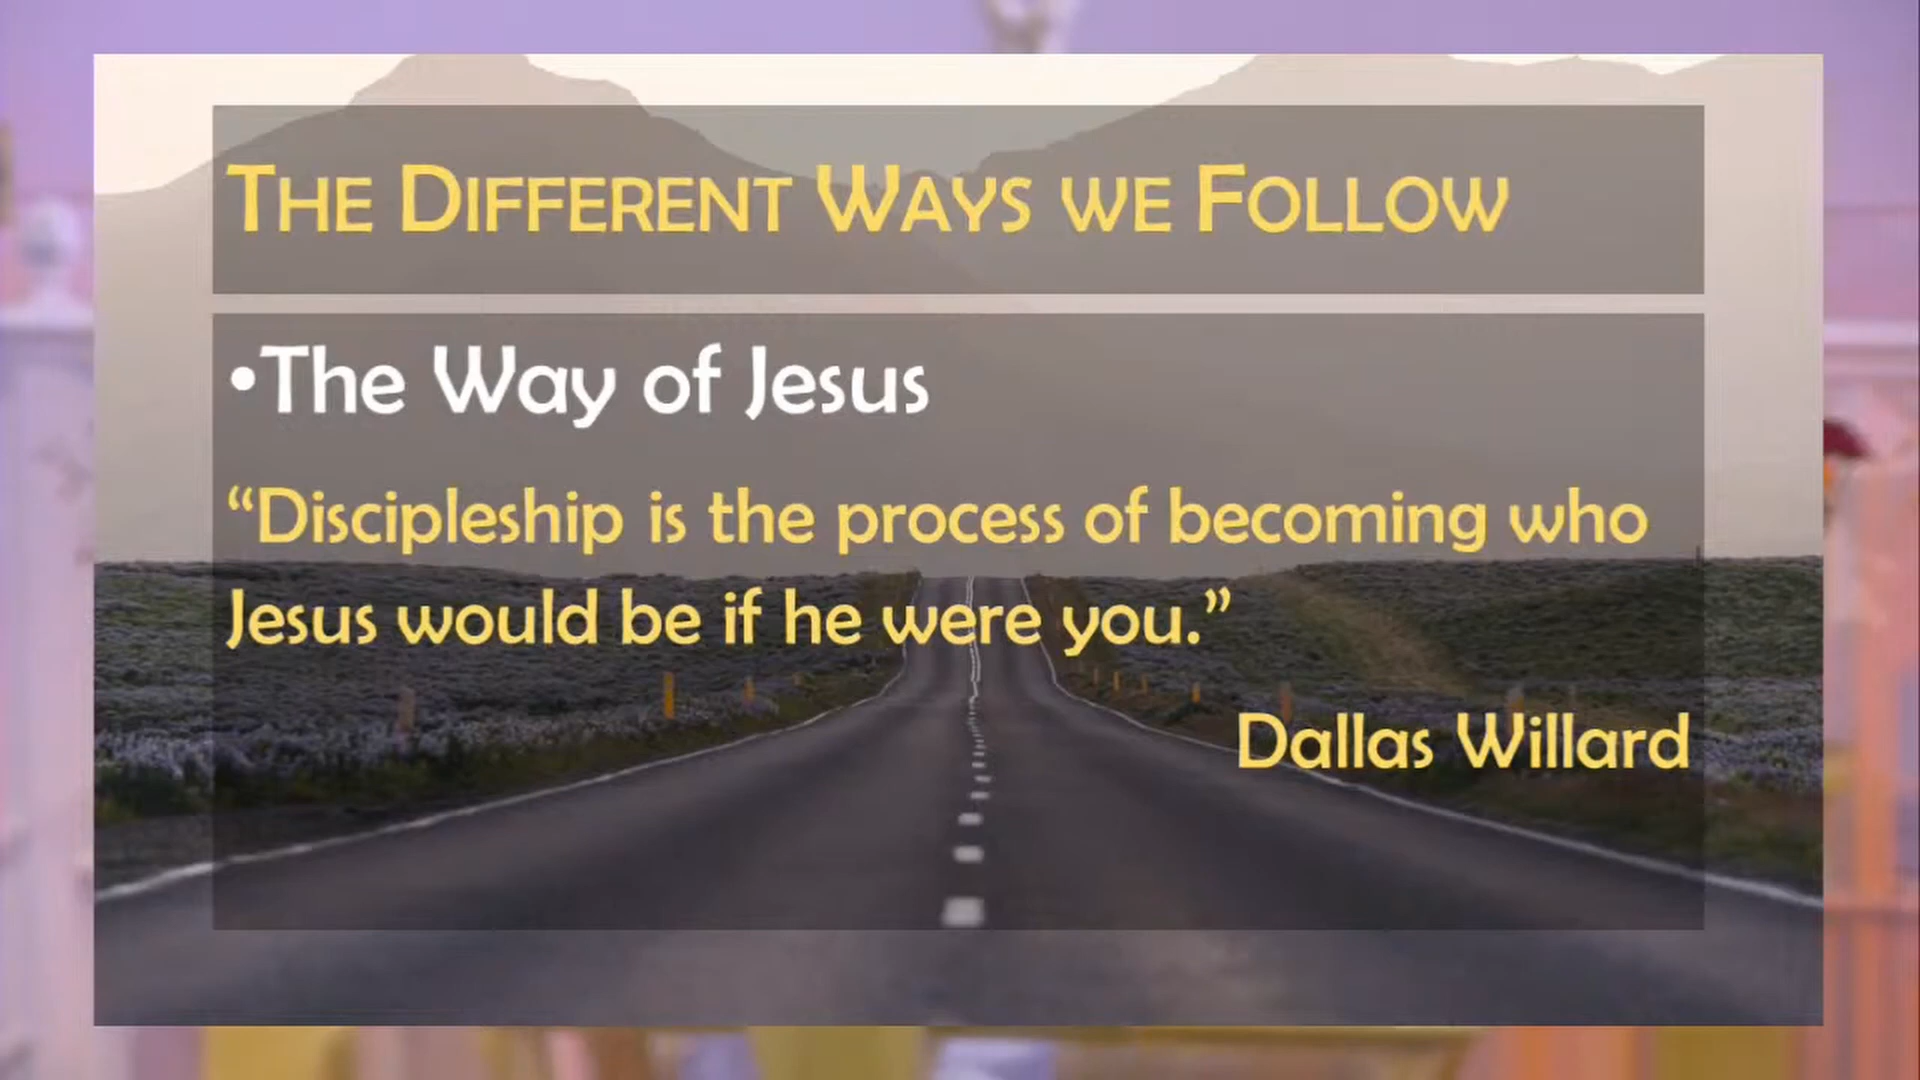 The Different Ways we Follow
•The Way of Jesus
“Discipleship is the process of becoming who
Jesus would be if he were you.”
Dallas Willard